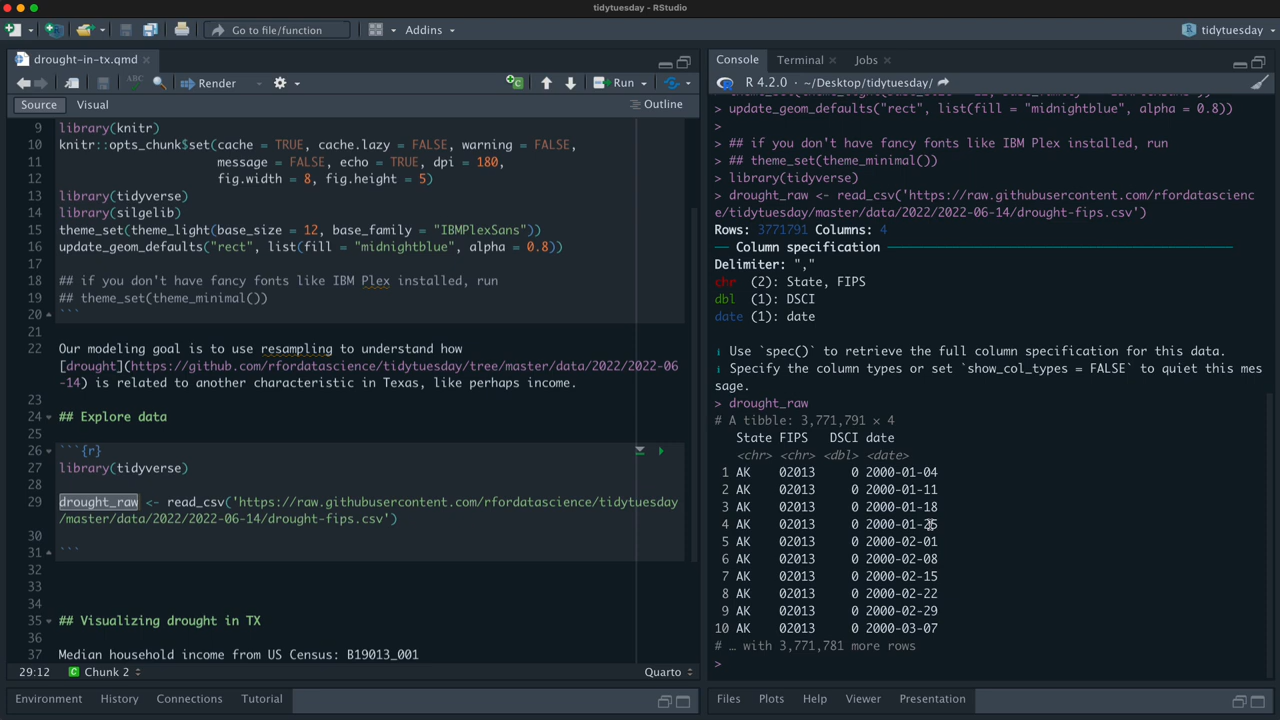 tidytuesday - RStudio
Go to file/function
Addins
tidytuesday
drought-in-tx.qmd
Render
Run
Source
Visual
Outline
9 library(knitr)
10 knitr::opts_chunk$set(cache = TRUE, cache.lazy = FALSE, warning = FALSE,
11 message = FALSE, echo = TRUE, dpi = 180,
12 fig.width = 8, fig.height = 5)
13 library(tidyverse)
14 library(silgelib)
15 theme_set(theme_light(base_size = 12, base_family = "IBMPlexSans"))
16 update_geom_defaults("rect", list(fill = "midnightblue", alpha = 0.8))
17
18 ## if you don't have fancy fonts like IBM Plex installed, run
19 ## theme_set(theme_minimal())
20 ```
21
22 Our modeling goal is to use resampling to understand how
[drought](https://github.com/rfordatascience/tidytuesday/tree/master/data/2022/2022-06
-14) is related to another characteristic in Texas, like perhaps income.
23
24 ## Explore data
25
26 ```{r}
27 library(tidyverse)
28
29 drought_raw <- read_csv('https://raw.githubusercontent.com/rfordatascience/tidytuesday
/master/data/2022/2022-06-14/drought-fips.csv')
30
31 ```
32
33
34
35 ## Visualizing drought in TX
36
37 Median household income from US Census: B19013_001
29:12
C Chunk 2
Quarto
Environment
History
Connections
Tutorial
Console
Terminal
Jobs
R 4.2.0 · ~/Desktop/tidytuesday/
> update_geom_defaults("rect", list(fill = "midnightblue", alpha = 0.8))
>
> ## if you don't have fancy fonts like IBM Plex installed, run
> ## theme_set(theme_minimal())
> library(tidyverse)
> drought_raw <- read_csv('https://raw.githubusercontent.com/rfordatascienc
e/tidytuesday/master/data/2022/2022-06-14/drought-fips.csv')
Rows: 3771791 Columns: 4
── Column specification ──────────────────────
Delimiter: ","
chr (2): State, FIPS
dbl (1): DSCI
date (1): date
ℹ Use `spec()` to retrieve the full column specification for this data.
ℹ Specify the column types or set `show_col_types = FALSE` to quiet this mes
sage.
> drought_raw
# A tibble: 3,771,791 × 4
State FIPS DSCI date
<chr> <chr> <dbl> <date>
1 AK 02013 0 2000-01-04
2 AK 02013 0 2000-01-11
3 AK 02013 0 2000-01-18
4 AK 02013 0 2000-01-25
5 AK 02013 0 2000-02-01
6 AK 02013 0 2000-02-08
7 AK 02013 0 2000-02-15
8 AK 02013 0 2000-02-22
9 AK 02013 0 2000-02-29
10 AK 02013 0 2000-03-07
# … with 3,771,781 more rows
>
Files
Plots
Help
Viewer
Presentation